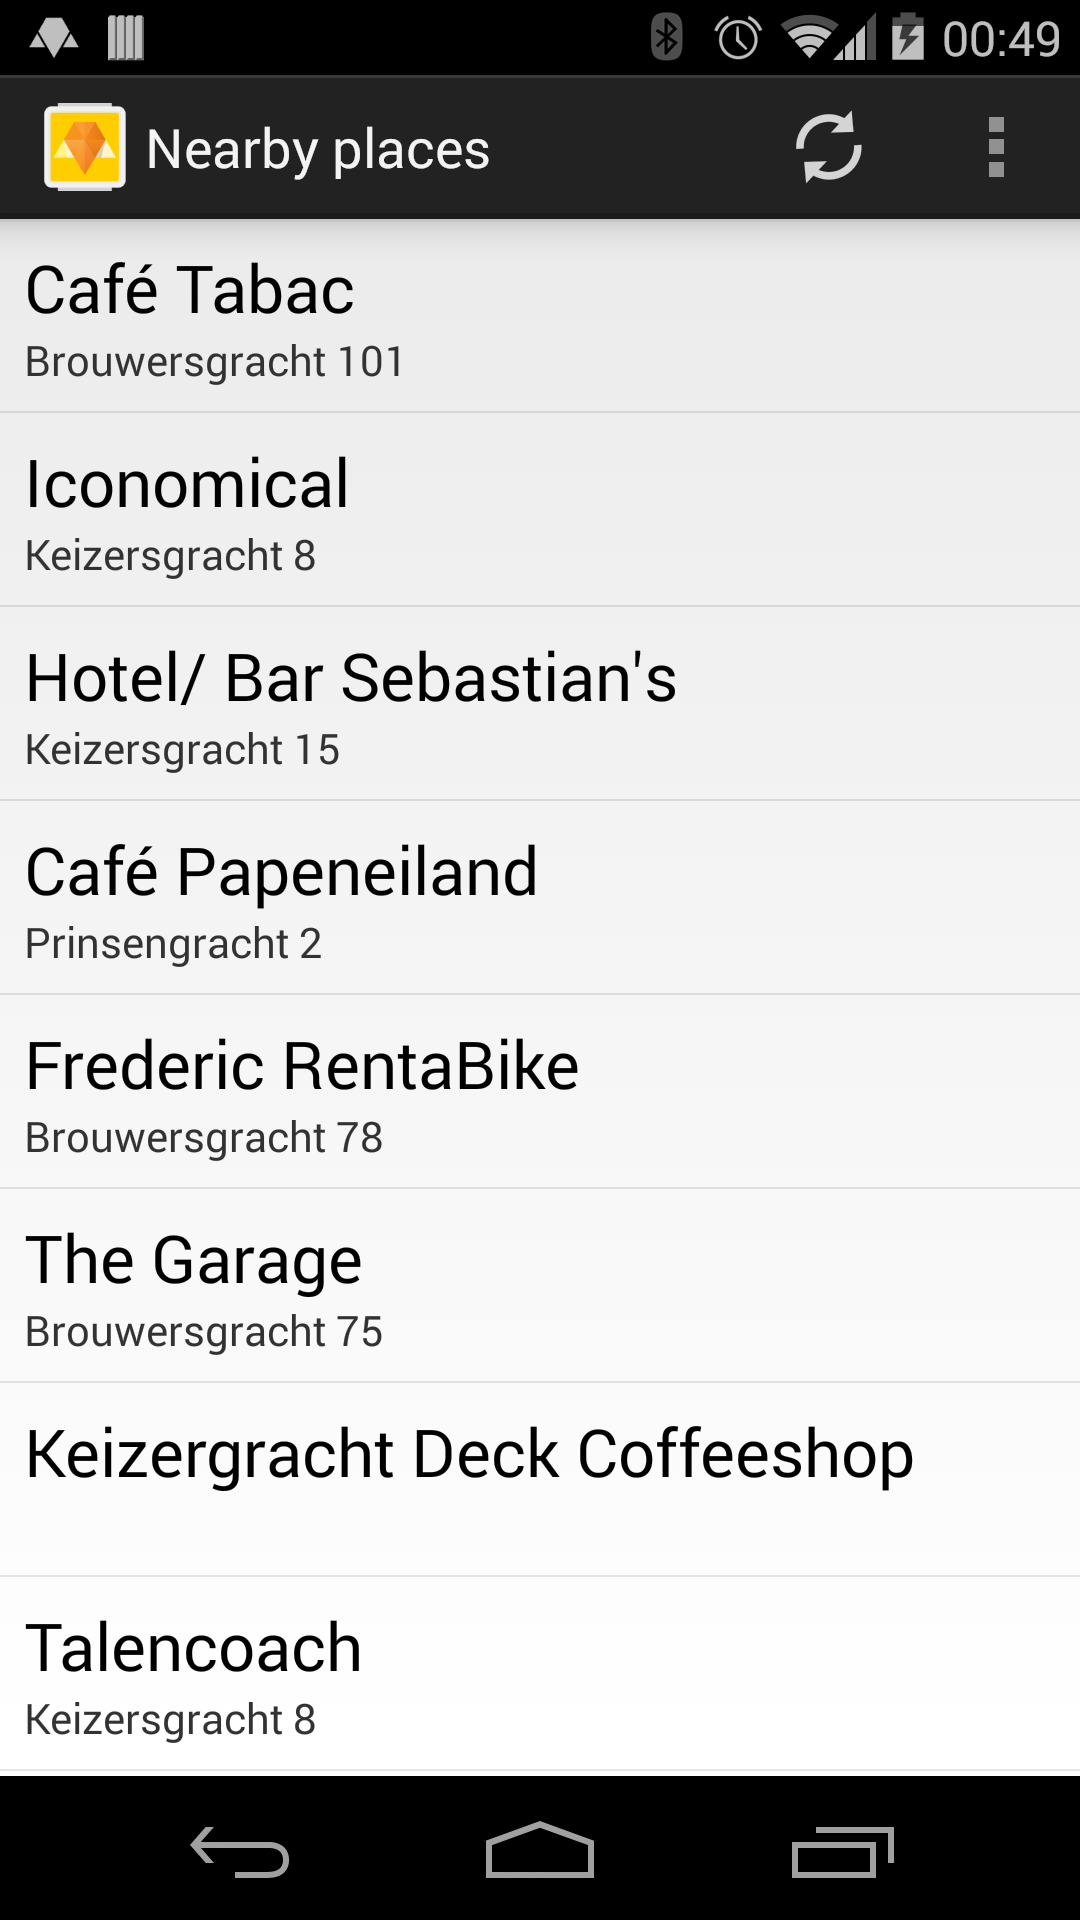 00:49
Nearby places
Café Tabac
Brouwersgracht 101
Iconomical
Keizersgracht 8
Hotel/ Bar Sebastian's
Keizersgracht 15
Café Papeneiland
Prinsengracht 2
Frederic RentaBike
Brouwersgracht 78
The Garage
Brouwersgracht 75
Keizergracht Deck Coffeeshop
Talencoach
Keizersgracht 8